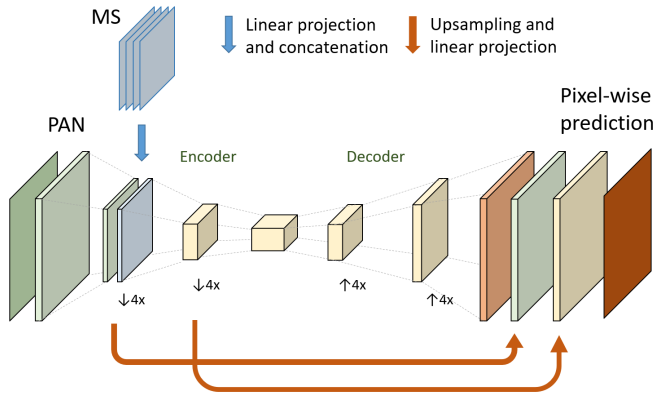 MS
Linear projection
and concatenation
Upsampling and
linear projection
Pixel-wise
prediction
PAN
Encoder
Decoder
↓4x
↓4x
↑4x
↑4x